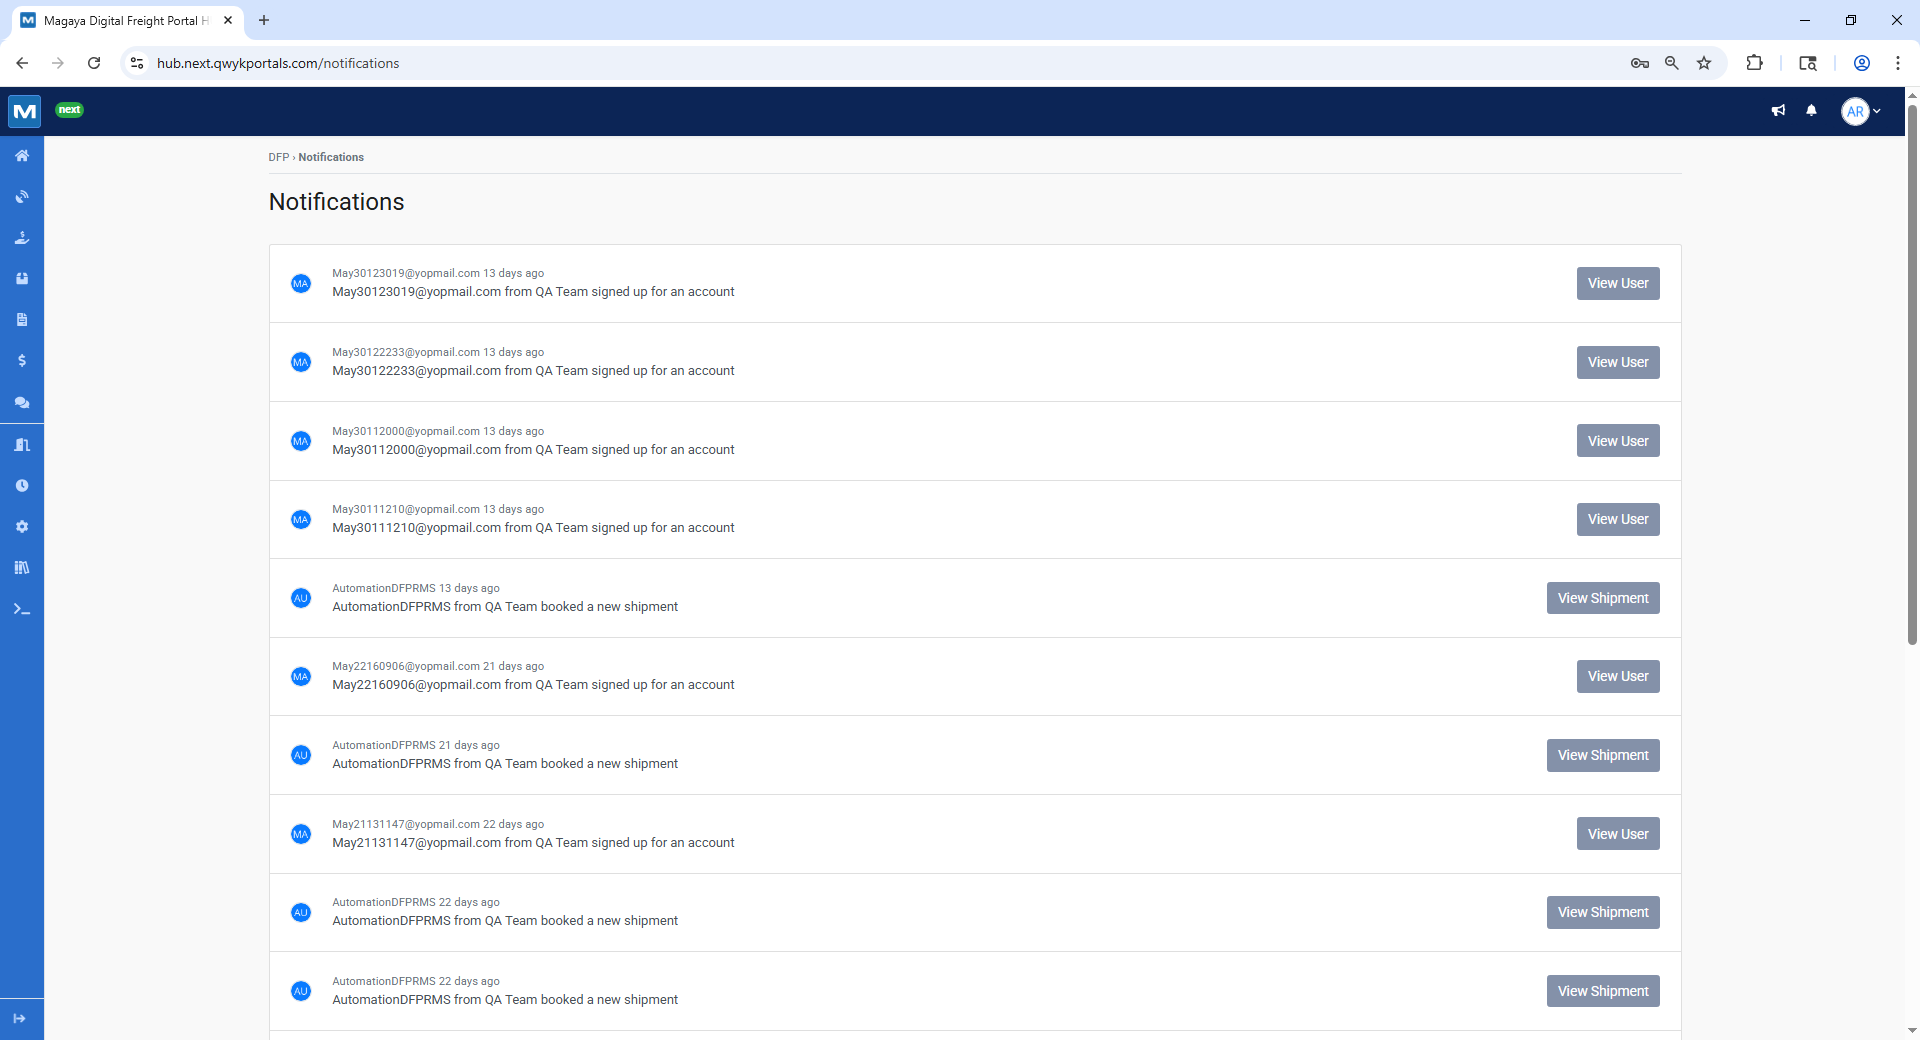 Magaya Digital Freight Portal H
hub.next.qwykportals.com/notifications
M
next
AR
DFP › Notifications
Notifications
MA
May30123019@yopmail.com 13 days ago
May30123019@yopmail.com from QA Team signed up for an account
View User
MA
May30122233@yopmail.com 13 days ago
May30122233@yopmail.com from QA Team signed up for an account
View User
MA
May30112000@yopmail.com 13 days ago
May30112000@yopmail.com from QA Team signed up for an account
View User
MA
May30111210@yopmail.com 13 days ago
May30111210@yopmail.com from QA Team signed up for an account
View User
AU
AutomationDFPRMS 13 days ago
AutomationDFPRMS from QA Team booked a new shipment
View Shipment
MA
May22160906@yopmail.com 21 days ago
May22160906@yopmail.com from QA Team signed up for an account
View User
AU
AutomationDFPRMS 21 days ago
AutomationDFPRMS from QA Team booked a new shipment
View Shipment
MA
May21131147@yopmail.com 22 days ago
May21131147@yopmail.com from QA Team signed up for an account
View User
AU
AutomationDFPRMS 22 days ago
AutomationDFPRMS from QA Team booked a new shipment
View Shipment
AU
AutomationDFPRMS 22 days ago
AutomationDFPRMS from QA Team booked a new shipment
View Shipment